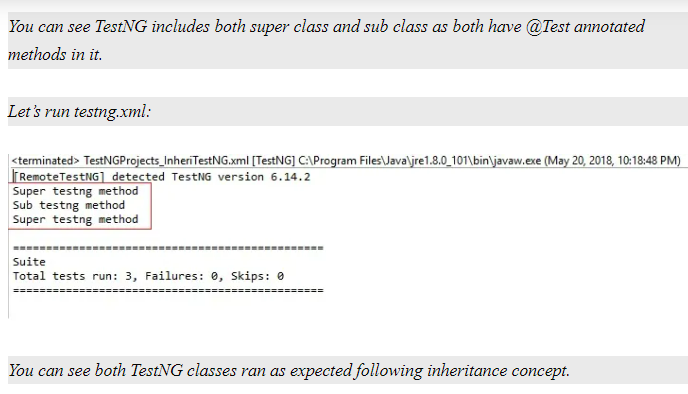 You can see TestNG includes both super class and sub class as both have @Test annotated
methods in it.
Let's run testng.xml:
<terminated> TestNGProjects_InheriTestNG.xml [TestNG] C:\Program Files\Java\jre1.8.0_101\bin\javaw.exe (May 20, 2018, 10:18:48 PM)
[RemoteTestNG] detected TestNG version 6.14.2
Super testng method
Sub testng method
Super testng method
===============================================
Suite
Total tests run: 3, Failures: 0, Skips: 0
===============================================
You can see both TestNG classes ran as expected following inheritance concept.